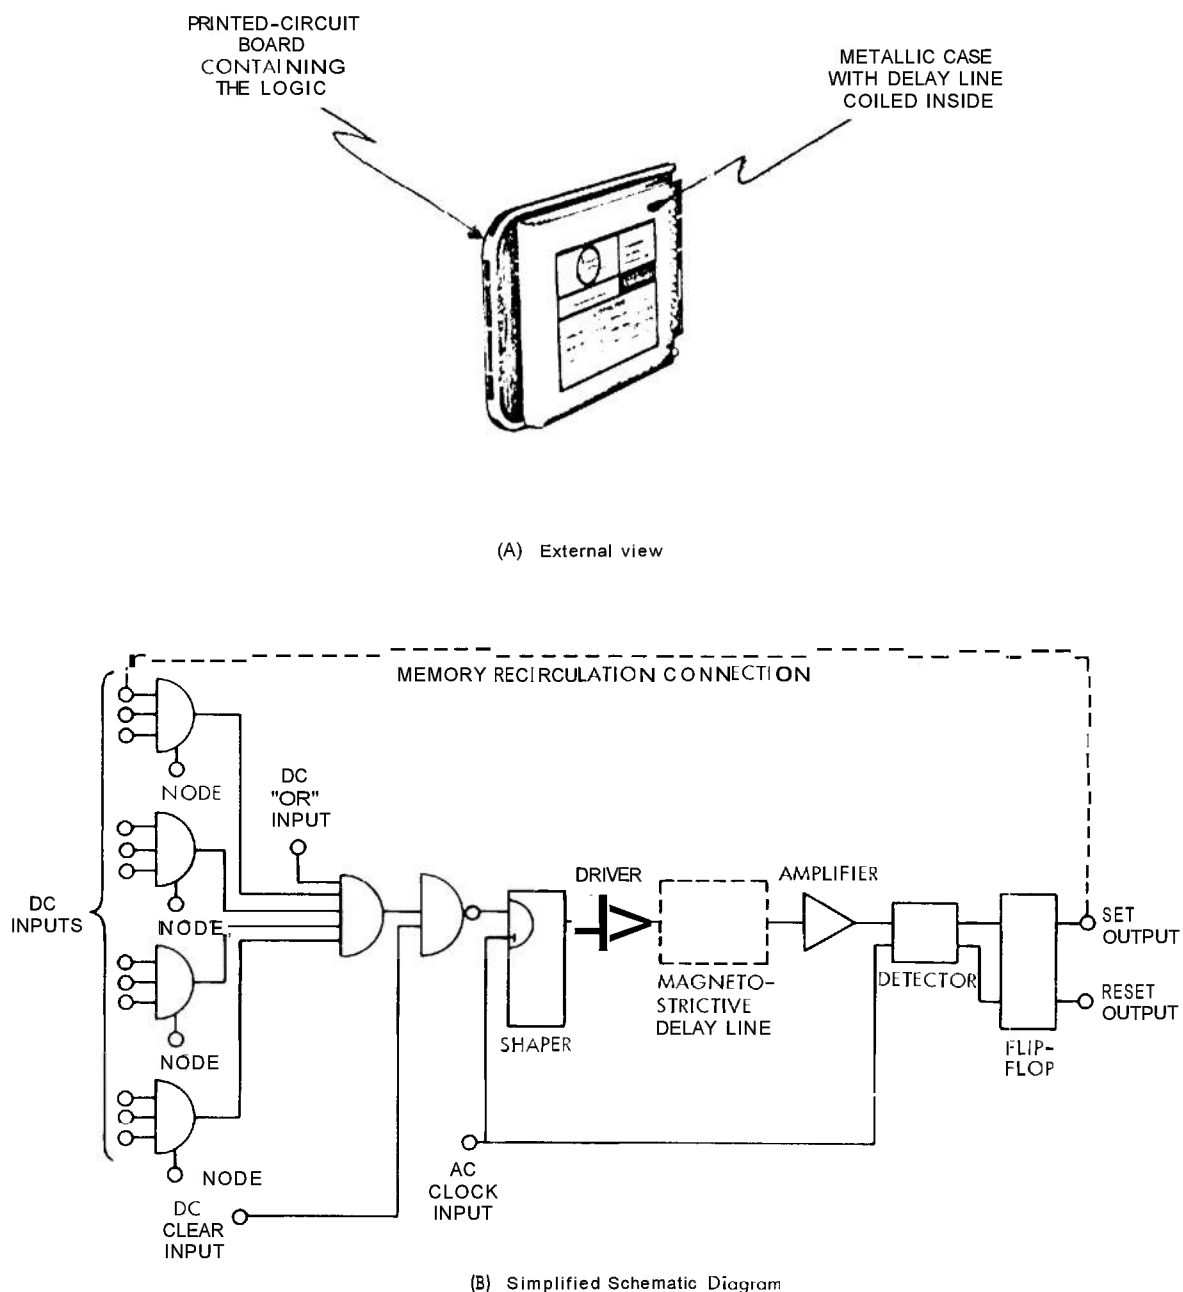 PRINTED-CIRCUIT
BOARD
CONTAINING
THE LOGIC
METALLIC CASE
WITH DELAY LINE
COILED INSIDE
(A) External view
MEMORY RECIRCULATION CONNECTION
NODE
DC
"OR"
INPUT
DC
INPUTS
NODE
NODE
NODE
DC
CLEAR
INPUT
AC
CLOCK
INPUT
SHAPER
DRIVER
MAGNETO-
STRICTIVE
DELAY LINE
AMPLIFIER
DETECTOR
FLIP-
FLOP
SET
OUTPUT
RESET
OUTPUT
(B) Simplified Schematic Diagram